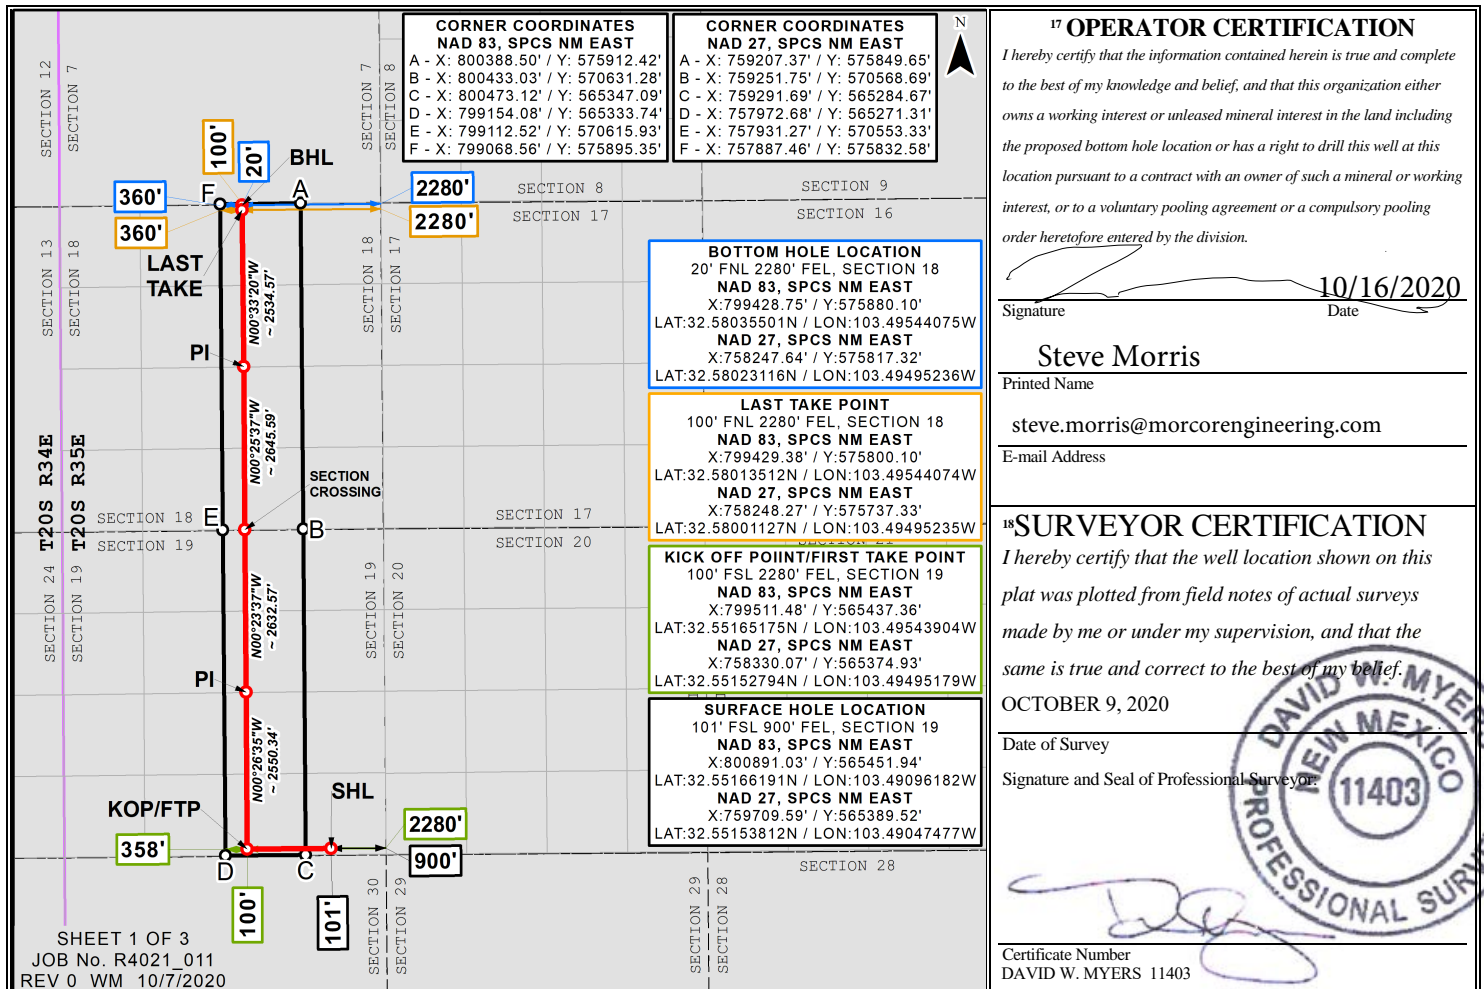 CORNER COORDINATES
NAD 83, SPCS NM EAST
A - X: 800388.50' / Y: 575912.42'
B - X: 800433.03' / Y: 570631.28'
C - X: 800473.12' / Y: 565347.09'
D - X: 799154.08' / Y: 565333.74'
E - X: 799112.52' / Y: 570615.93'
F - X: 799068.56' / Y: 575895.35'
CORNER COORDINATES
NAD 27, SPCS NM EAST
A - X: 759207.37' / Y: 575849.65'
B - X: 759251.75' / Y: 570568.69'
C - X: 759291.69' / Y: 565284.67'
D - X: 757972.68' / Y: 565271.31'
E - X: 757931.27' / Y: 570553.33'
F - X: 757887.46' / Y: 575832.58'
N
SECTION 12
SECTION 7
SECTION 7
SECTION 8
100'
20'
BHL
F
A
360'
2280'
SECTION 8
SECTION 9
360'
2280'
SECTION 17
SECTION 16
LAST
TAKE
SECTION 13
SECTION 18
SECTION 18
SECTION 17
N00°33'20"W
~ 2534.57'
PI
N00°25'37"W
~ 2645.59'
T20S R34E
T20S R35E
SECTION
CROSSING
SECTION 18
E
B
SECTION 17
SECTION 19
SECTION 20
SECTION 24
SECTION 19
SECTION 19
SECTION 20
N00°23'37"W
~ 2632.57'
PI
N00°26'35"W
~ 2550.34'
KOP/FTP
SHL
358'
2280'
900'
D
C
100'
101'
SECTION 28
SECTION 30
SECTION 29
SECTION 29
SECTION 28
BOTTOM HOLE LOCATION
20' FNL 2280' FEL, SECTION 18
NAD 83, SPCS NM EAST
X:799428.75' / Y:575880.10'
LAT:32.58035501N / LON:103.49544075W
NAD 27, SPCS NM EAST
X:758247.64' / Y:575817.32'
LAT:32.58023116N / LON:103.49495236W
LAST TAKE POINT
100' FNL 2280' FEL, SECTION 18
NAD 83, SPCS NM EAST
X:799429.38' / Y:575800.10'
LAT:32.58013512N / LON:103.49544074W
NAD 27, SPCS NM EAST
X:758248.27' / Y:575737.33'
LAT:32.58001127N / LON:103.49495235W
KICK OFF POIINT/FIRST TAKE POINT
100' FSL 2280' FEL, SECTION 19
NAD 83, SPCS NM EAST
X:799511.48' / Y:565437.36'
LAT:32.55165175N / LON:103.49543904W
NAD 27, SPCS NM EAST
X:758330.07' / Y:565374.93'
LAT:32.55152794N / LON:103.49495179W
SURFACE HOLE LOCATION
101' FSL 900' FEL, SECTION 19
NAD 83, SPCS NM EAST
X:800891.03' / Y:565451.94'
LAT:32.55166191N / LON:103.49096182W
NAD 27, SPCS NM EAST
X:759709.59' / Y:565389.52'
LAT:32.55153812N / LON:103.49047477W
SHEET 1 OF 3
JOB No. R4021_011
REV 0 WM 10/7/2020
17 OPERATOR CERTIFICATION
I hereby certify that the information contained herein is true and complete
to the best of my knowledge and belief, and that this organization either
owns a working interest or unleased mineral interest in the land including
the proposed bottom hole location or has a right to drill this well at this
location pursuant to a contract with an owner of such a mineral or working
interest, or to a voluntary pooling agreement or a compulsory pooling
order heretofore entered by the division.
10/16/2020
Signature Date
Steve Morris
Printed Name
steve.morris@morcorengineering.com
E-mail Address
18SURVEYOR CERTIFICATION
I hereby certify that the well location shown on this
plat was plotted from field notes of actual surveys
made by me or under my supervision, and that the
same is true and correct to the best of my belief.
OCTOBER 9, 2020
Date of Survey
Signature and Seal of Professional Surveyor:
DAVID W. MYERS
NEW MEXICO
11403
PROFESSIONAL
Certificate Number
DAVID W. MYERS 11403